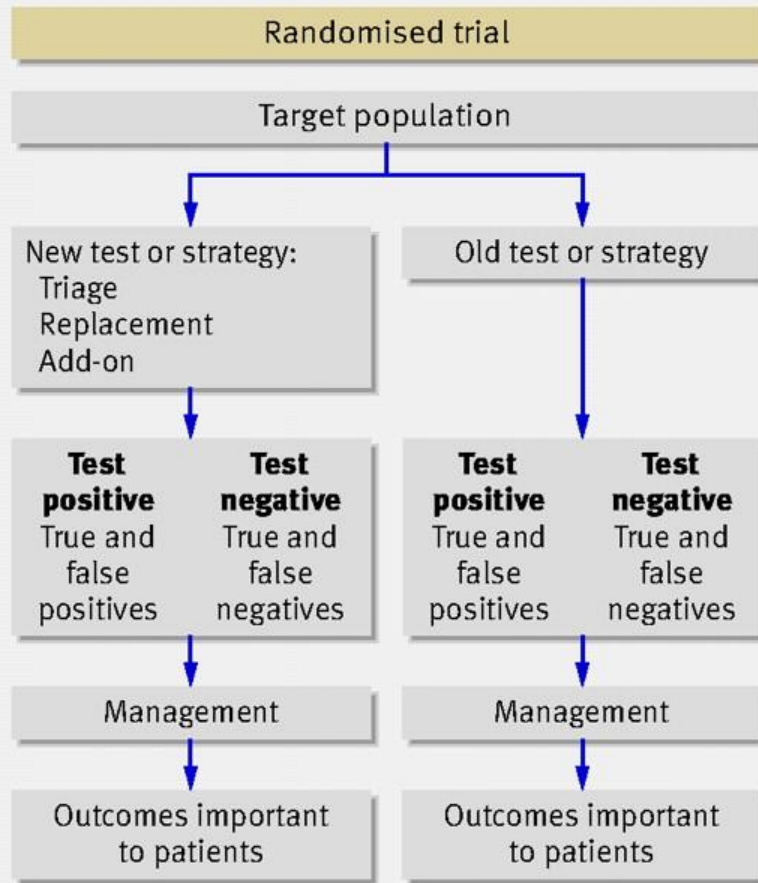 Randomised trial
Target population
New test or strategy:
Triage
Replacement
Add-on
Old test or strategy
Test
positive
True and
false
positives
Test
negative
True and
false
negatives
Test
positive
True and
false
positives
Test
negative
True and
false
negatives
Management
Management
Outcomes important
to patients
Outcomes important
to patients